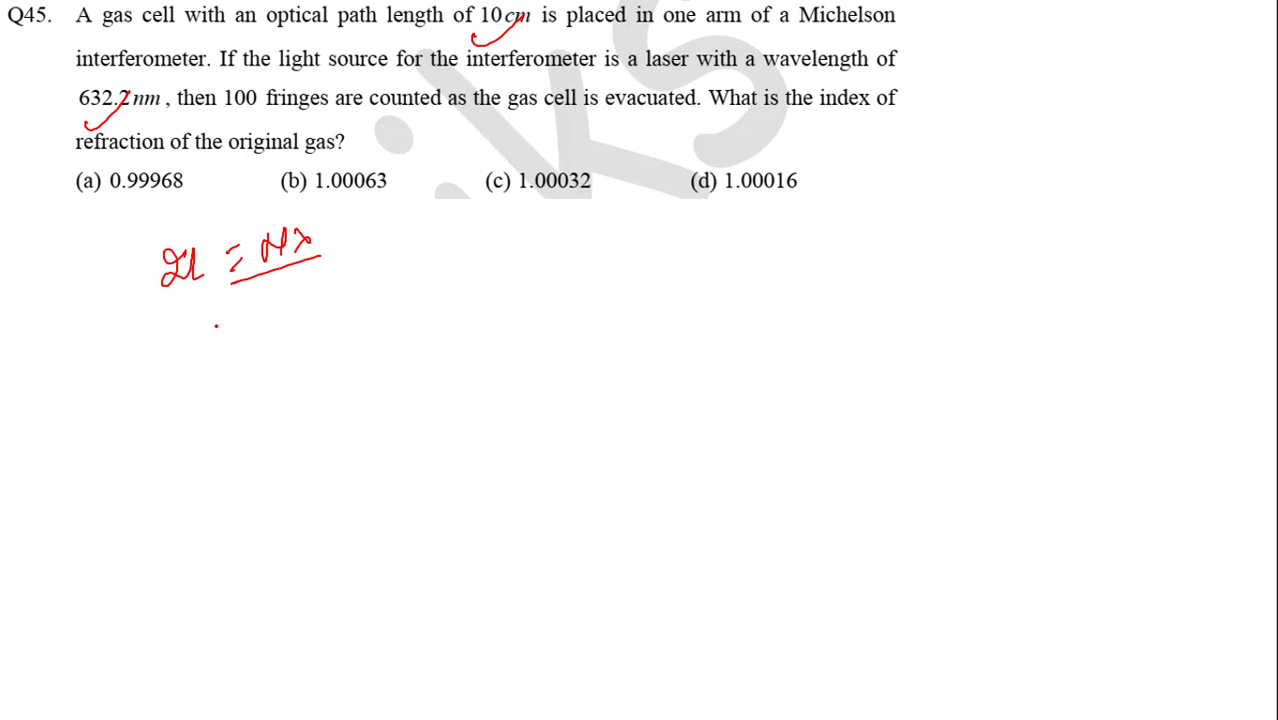 Q45. A gas cell with an optical path length of 10 cm is placed in one arm of a Michelson
interferometer. If the light source for the interferometer is a laser with a wavelength of
632.2 nm, then 100 fringes are counted as the gas cell is evacuated. What is the index of
refraction of the original gas?
(a) 0.99968 (b) 1.00063 (c) 1.00032 (d) 1.00016
= Nλ